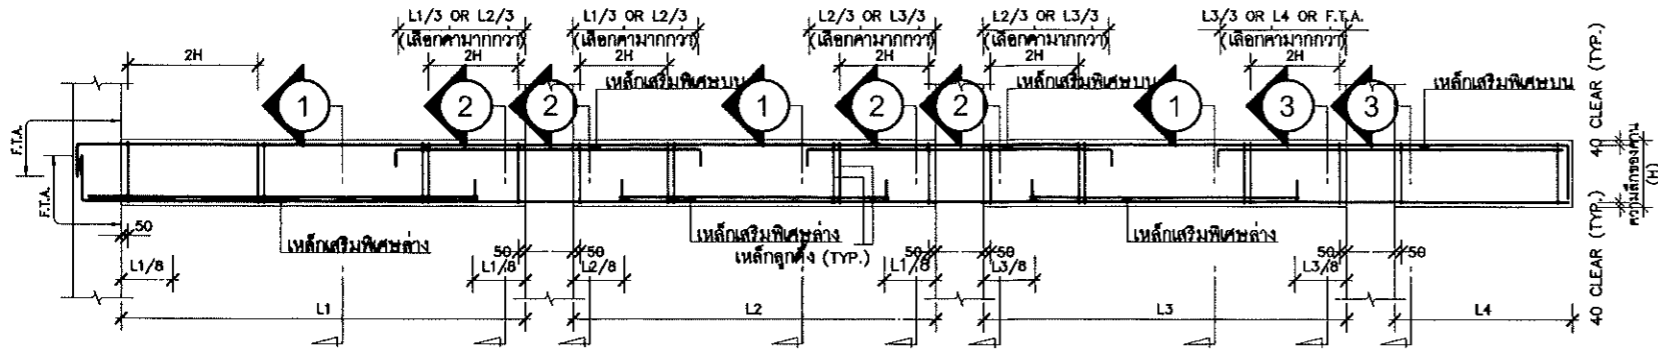 L1/3 OR L2/3 L1/3 OR L2/3 L2/3 OR L3/3 L2/3 OR L3/3 L3/3 OR L4 OR F.T.A.
(เลือกคามากกวา) (เลือกคามากกวา) (เลือกคามากกวา) (เลือกคามากกวา) (เลือกคามากกวา)
2H 2H 2H 2H 2H 2H
เหล็กเสริมพิเศษบน เหล็กเสริมพิเศษบน เหล็กเสริมพิเศษบน
1 2 2 1 2 2 1 3 3
F.T.A.
F.T.A.
40 CLEAR (TYP.)
ความลึกของคาน
(H)
40 CLEAR (TYP.)
เหล็กเสริมพิเศษล่าง เหล็กเสริมพิเศษล่าง เหล็กเสริมพิเศษล่าง
เหล็กลูกตั้ง (TYP.)
50 50 50 50 50 50 50
L1/8 L1/8 L2/8 L1/8 L3/8 L3/8
L1 L2 L3 L4